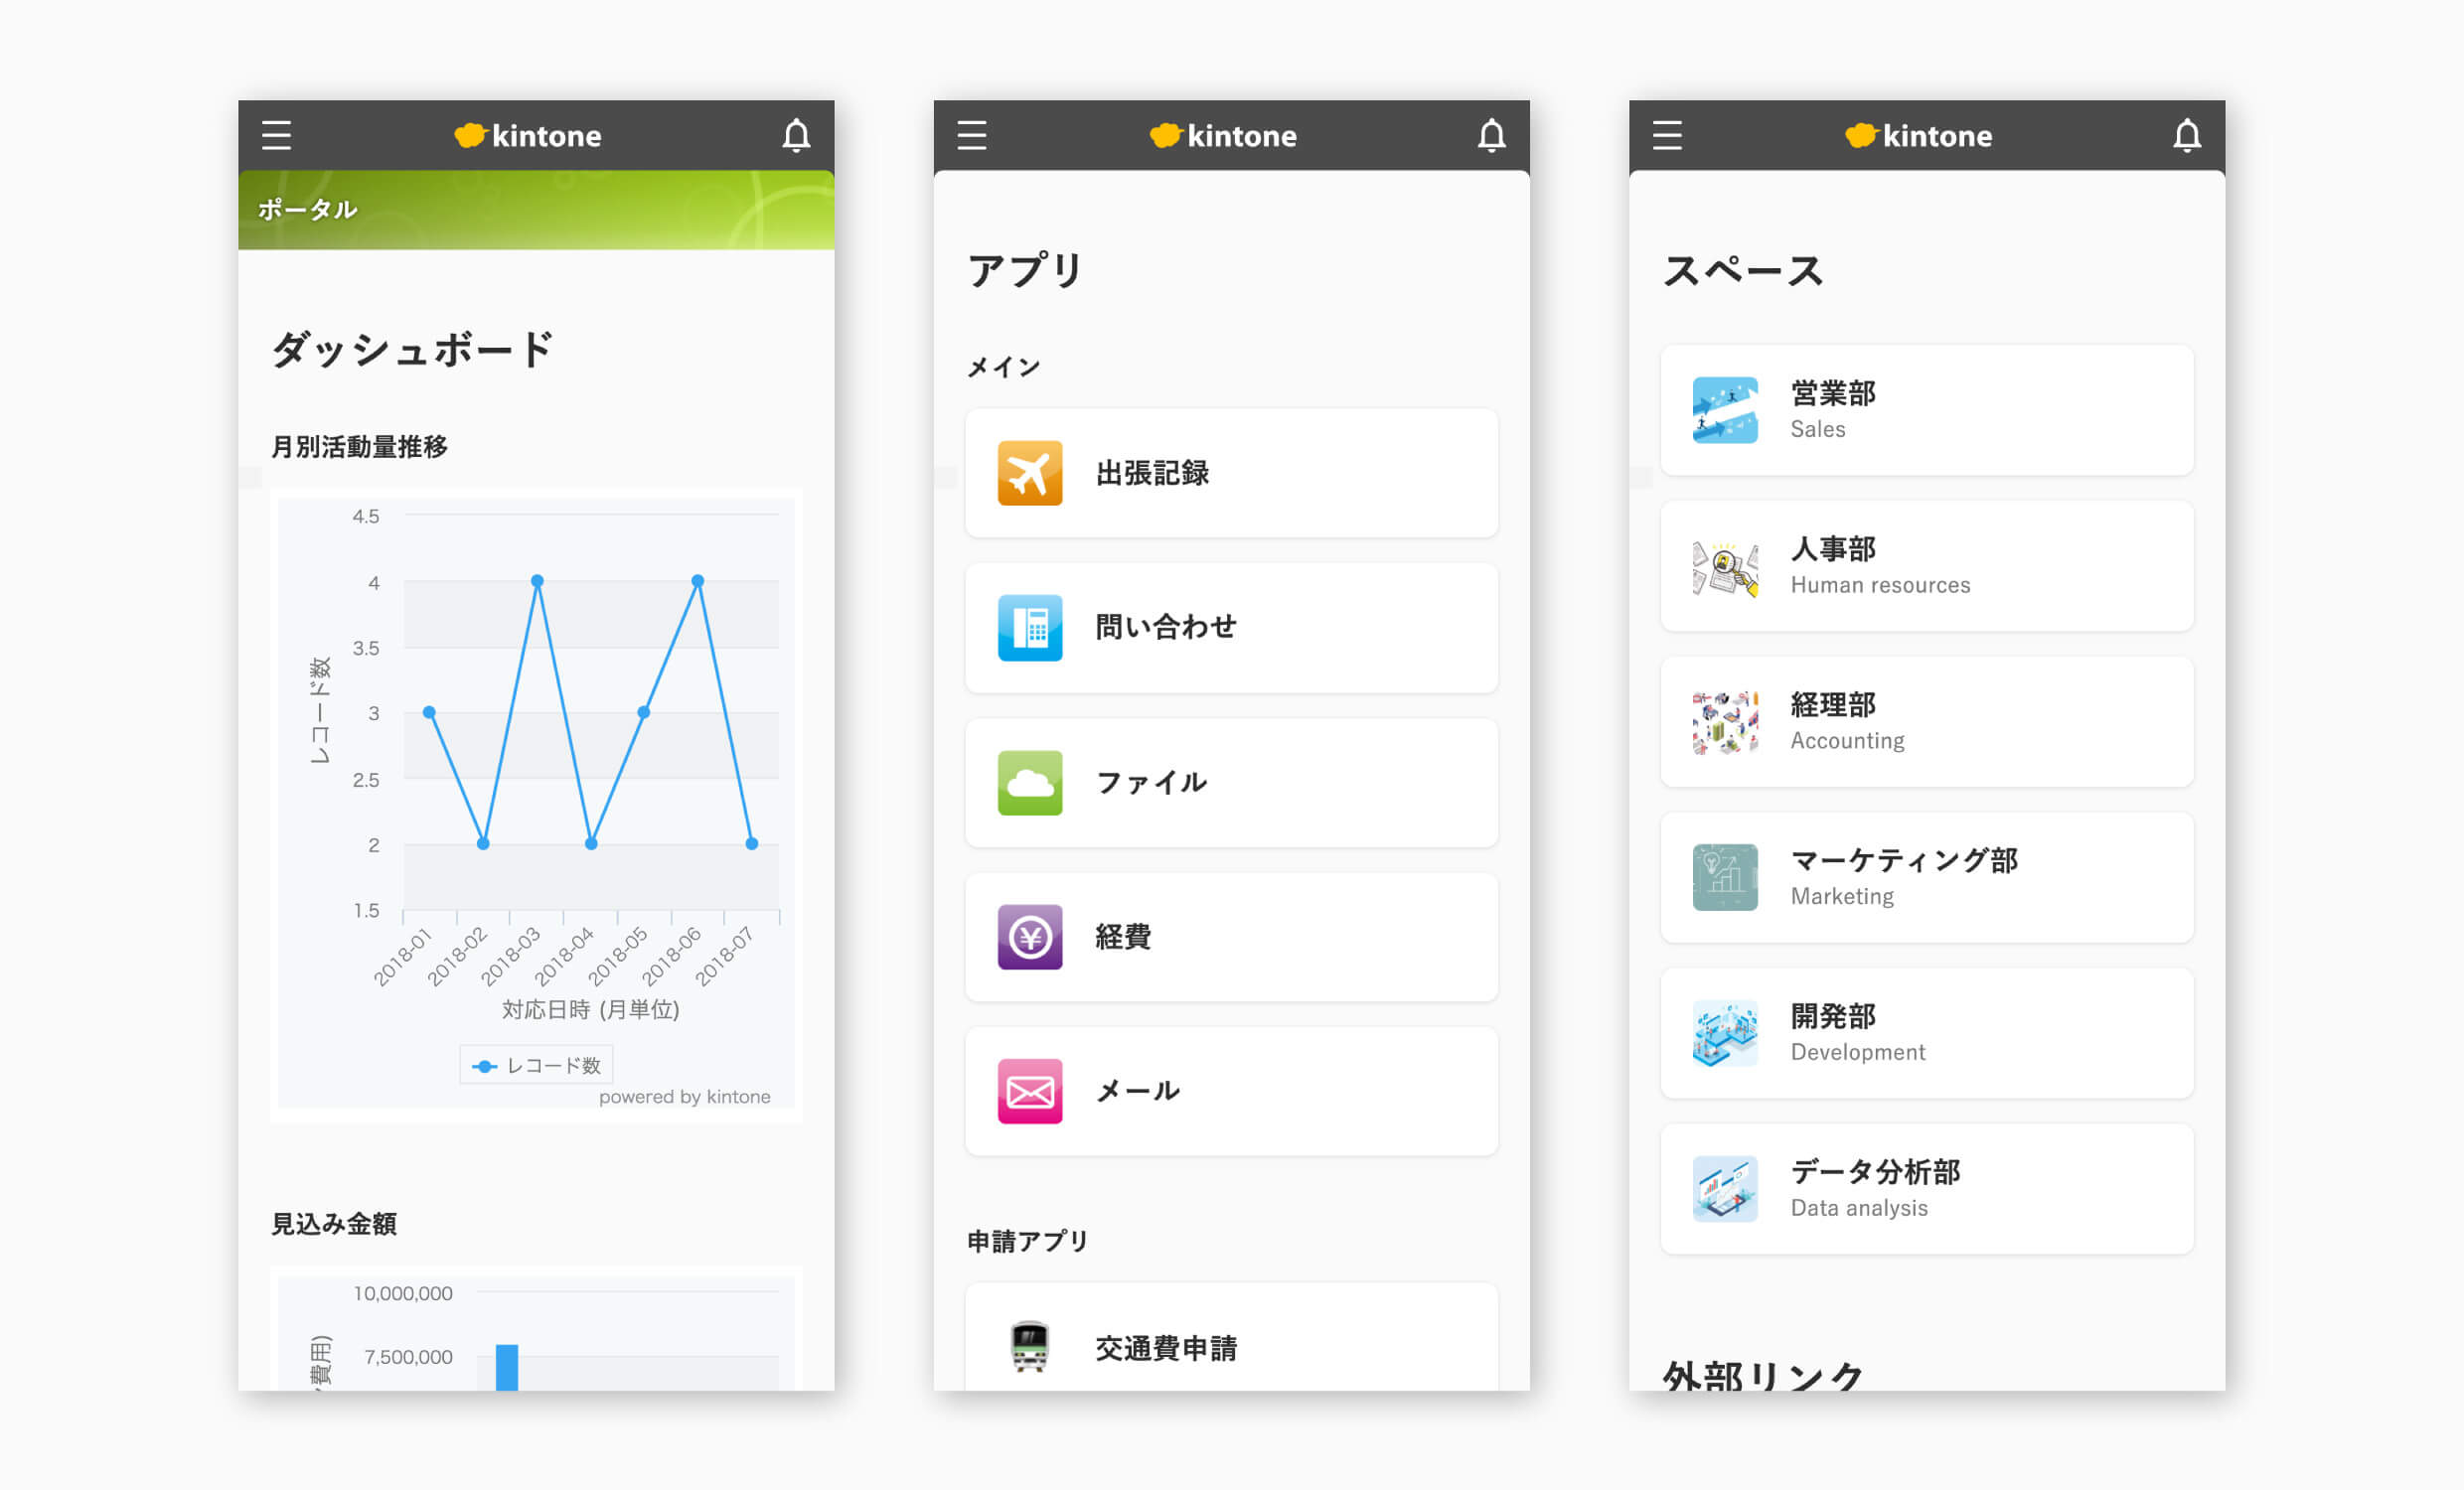 kintone
ポータル
ダッシュボード
月別活動量推移
4.5
4
3.5
3
2.5
2
1.5
レコード数
2018-01
2018-02
2018-03
2018-04
2018-05
2018-06
2018-07
対応日時 (月単位)
レコード数
powered by kintone
見込み金額
10,000,000
7,500,000
費用)
kintone
アプリ
メイン
出張記録
問い合わせ
ファイル
経費
メール
申請アプリ
交通費申請
kintone
スペース
営業部
Sales
人事部
Human resources
経理部
Accounting
マーケティング部
Marketing
開発部
Development
データ分析部
Data analysis
外部リンク